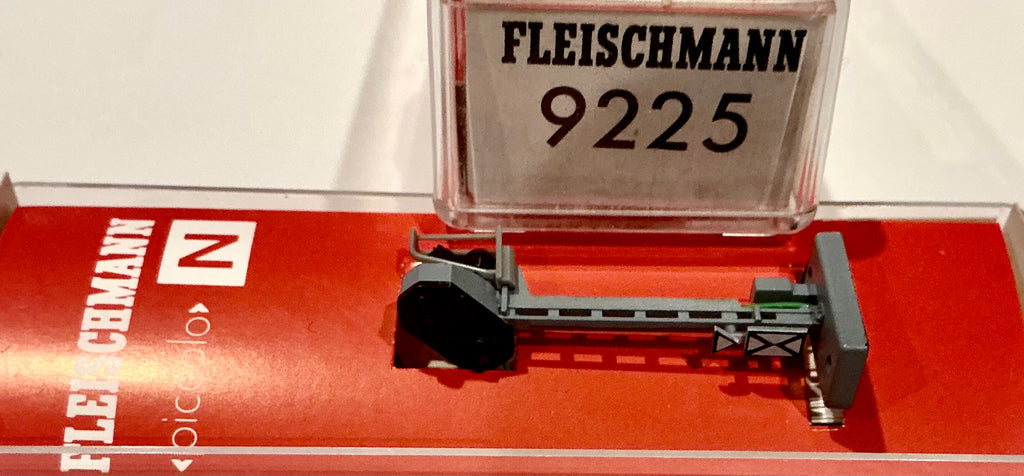 FLEISCHMANN
9225
FLEISCHMANN
N
piccolo